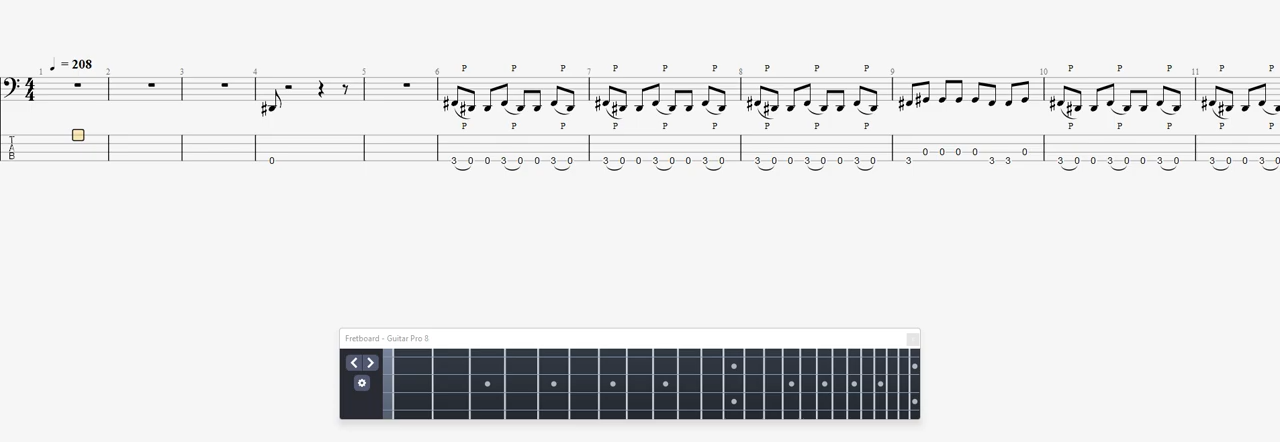 ♩ = 208
1 2 3 4 5 6 7 8 9 10 11
P P P P P P P P P P P P P
4
4
P P P P P P P P P P P P P
T
A
B
0 0 0 0 0
0 3 0 0 3 0 0 3 0 3 0 0 3 0 0 3 0 3 0 0 3 0 0 3 0 3 3 3 3 0 0 3 0 0 3 0 3 0 0 3 0 0
Fretboard - Guitar Pro 8